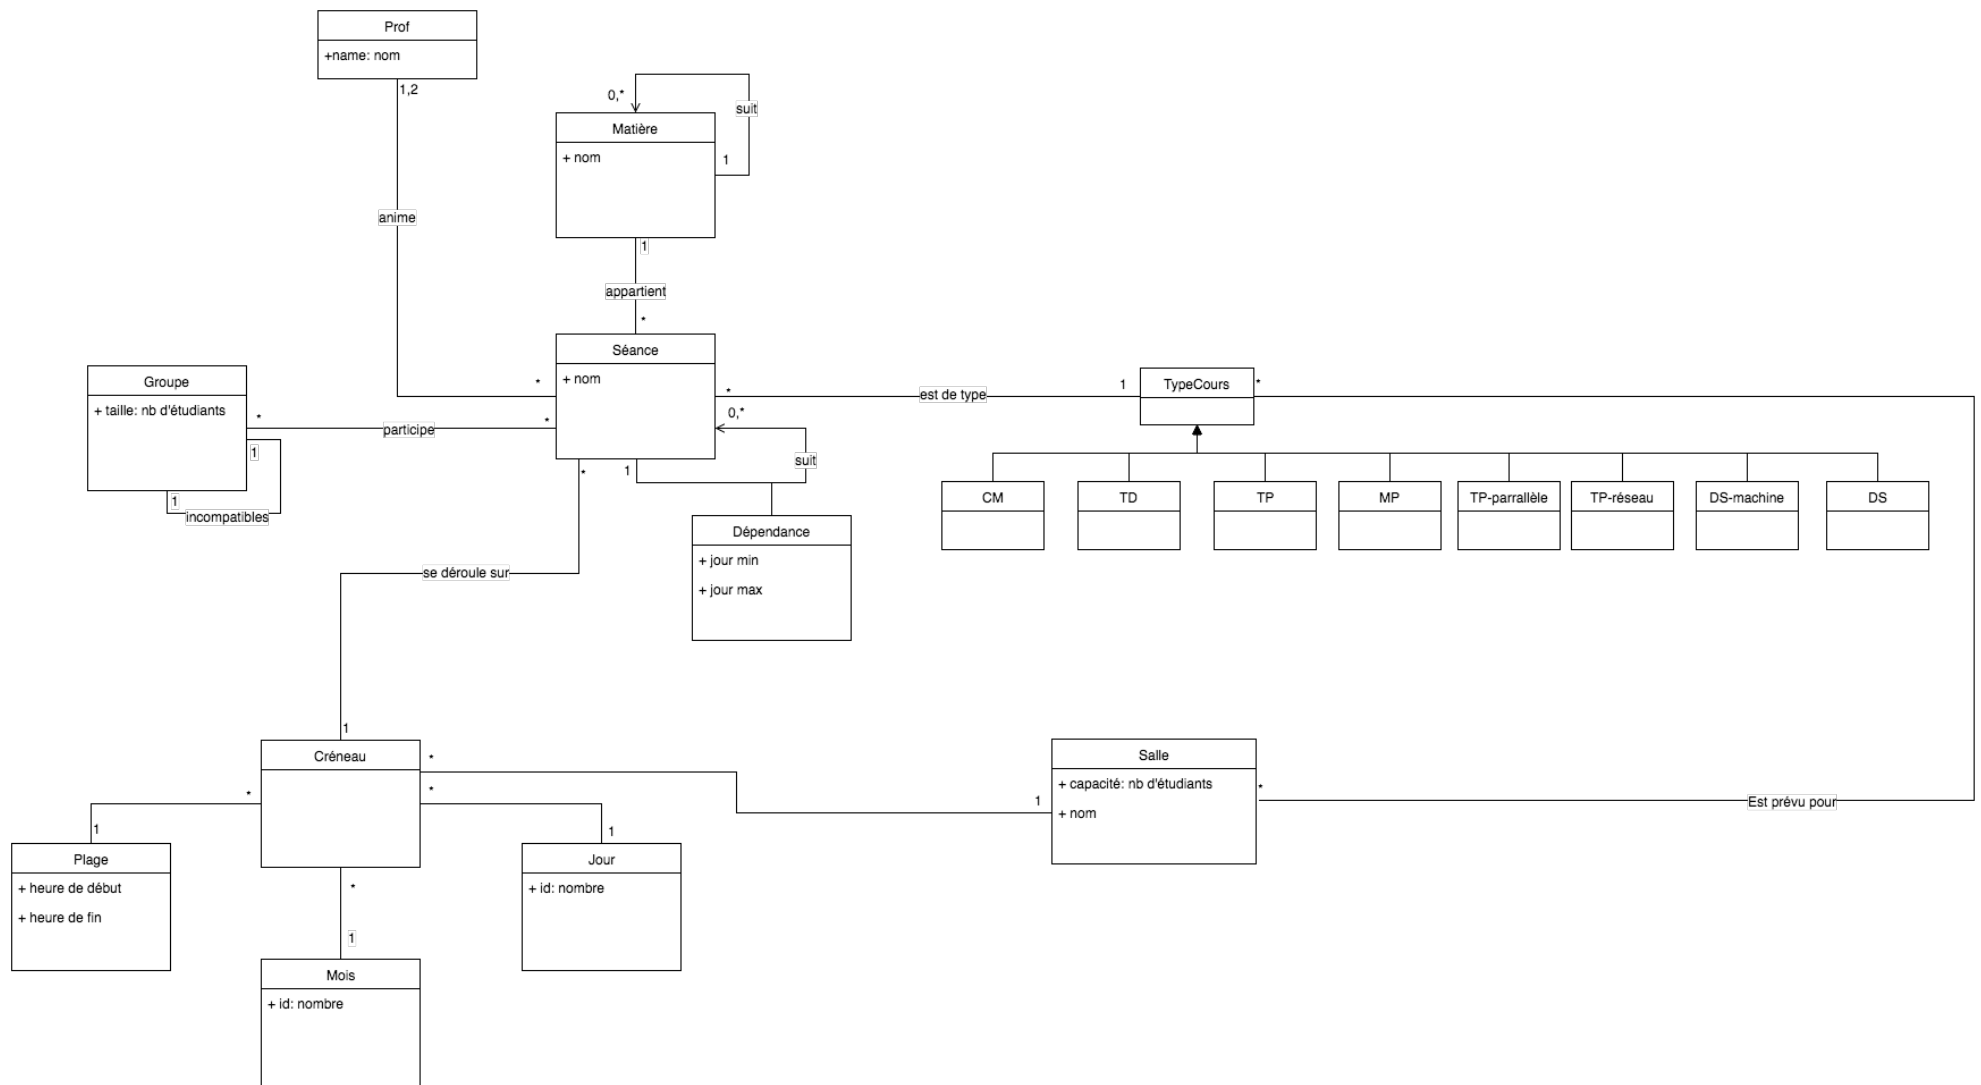 Prof
+name: nom
1,2
0,*
suit
Matière
+ nom
1
anime
1
appartient
*
Séance
+ nom
*
*
est de type
1
TypeCours
*
Groupe
+ taille: nb d'étudiants
*
participe
*
0,*
suit
1
1
incompatibles
*
1
CM
TD
TP
MP
TP-parrallèle
TP-réseau
DS-machine
DS
Dépendance
+ jour min
+ jour max
se déroule sur
1
Créneau
*
*
*
1
Salle
+ capacité: nb d'étudiants
+ nom
*
Est prévu pour
1
Plage
+ heure de début
+ heure de fin
1
Jour
+ id: nombre
*
1
Mois
+ id: nombre